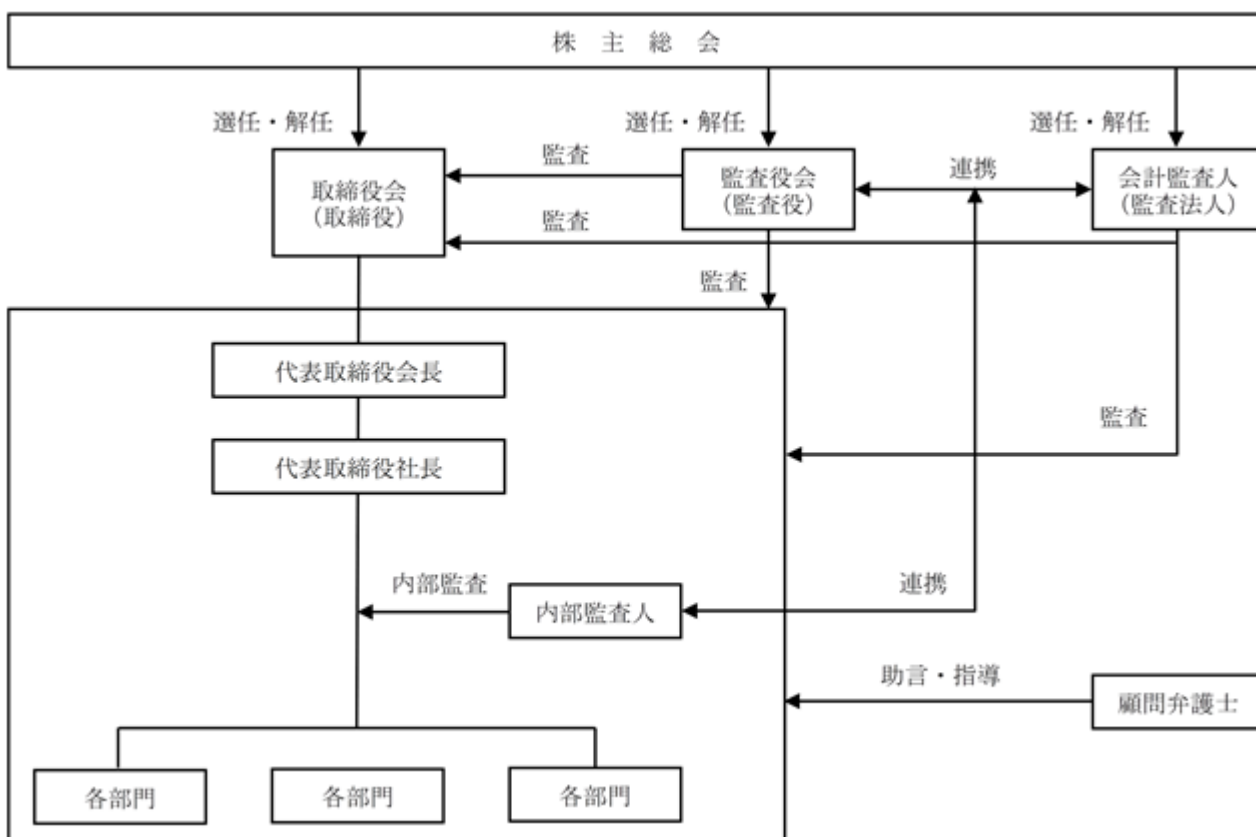 株主総会
選任・解任
選任・解任
選任・解任
監査
取締役会
(取締役)
監査役会
(監査役)
連携
会計監査人
(監査法人)
監査
監査
代表取締役会長
監査
代表取締役社長
内部監査
内部監査人
連携
助言・指導
顧問弁護士
各部門
各部門
各部門